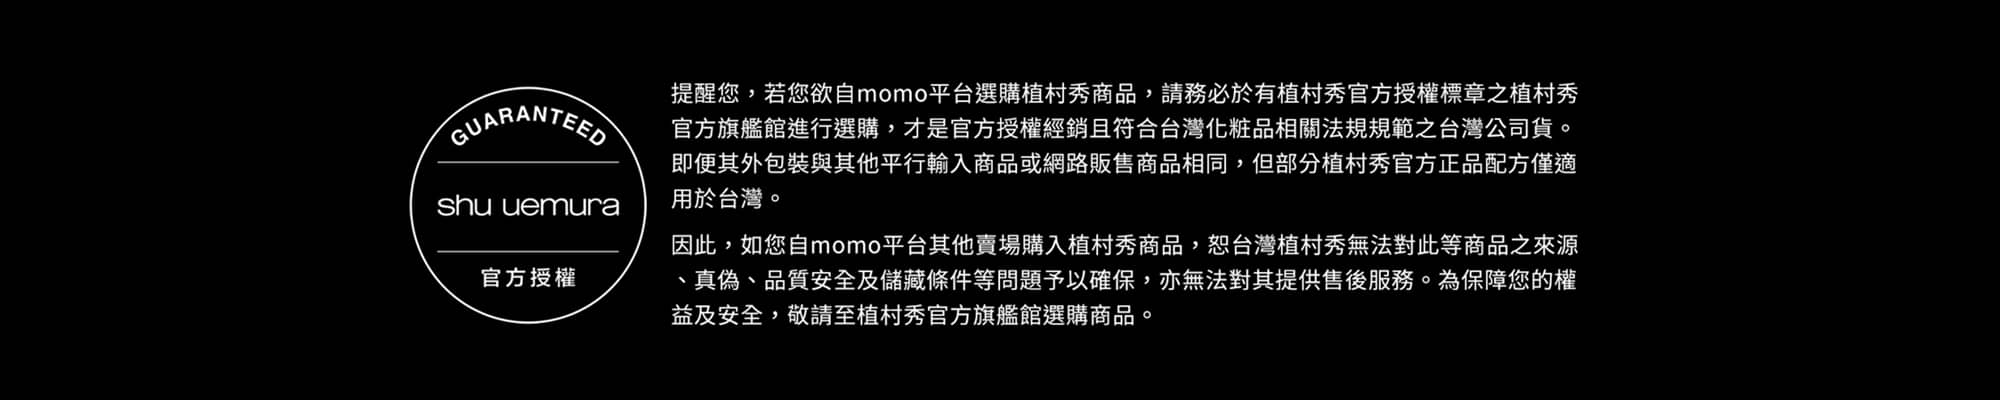 GUARANTEED
shu uemura
官方授權
提醒您，若您欲自momo平台選購植村秀商品，請務必於有植村秀官方授權標章之植村秀
官方旗艦館進行選購，才是官方授權經銷且符合台灣化粧品相關法規規範之台灣公司貨。
即便其外包裝與其他平行輸入商品或網路販售商品相同，但部分植村秀官方正品配方僅適
用於台灣。
因此，如您自momo平台其他賣場購入植村秀商品，恕台灣植村秀無法對此等商品之來源
、真偽、品質安全及儲藏條件等問題予以確保，亦無法對其提供售後服務。為保障您的權
益及安全，敬請至植村秀官方旗艦館選購商品。